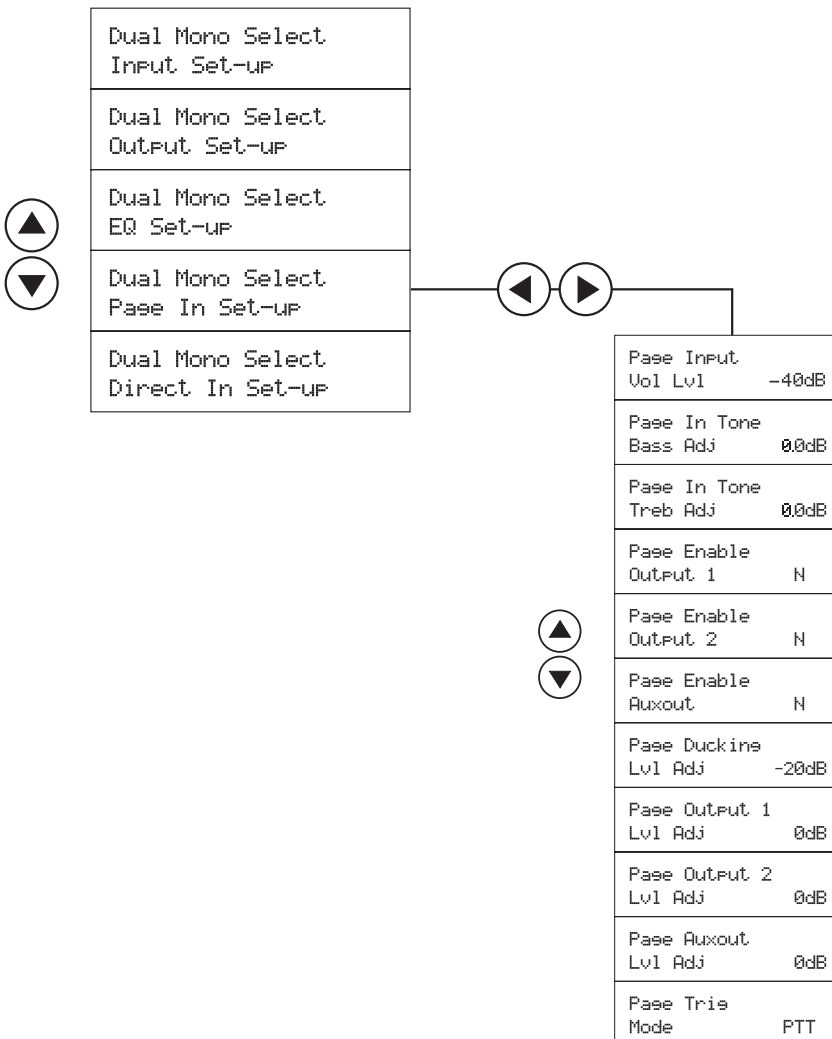 Dual Mono Select
Input Set-up
Dual Mono Select
Output Set-up
Dual Mono Select
EQ Set-up
Dual Mono Select
Page In Set-up
Dual Mono Select
Direct In Set-up
Page Input
Vol Lvl -40dB
Page In Tone
Bass Adj 0.0dB
Page In Tone
Treb Adj 0.0dB
Page Enable
Output 1 N
Page Enable
Output 2 N
Page Enable
Auxout N
Page Ducking
Lvl Adj -20dB
Page Output 1
Lvl Adj 0dB
Page Output 2
Lvl Adj 0dB
Page Auxout
Lvl Adj 0dB
Page Trig
Mode PTT